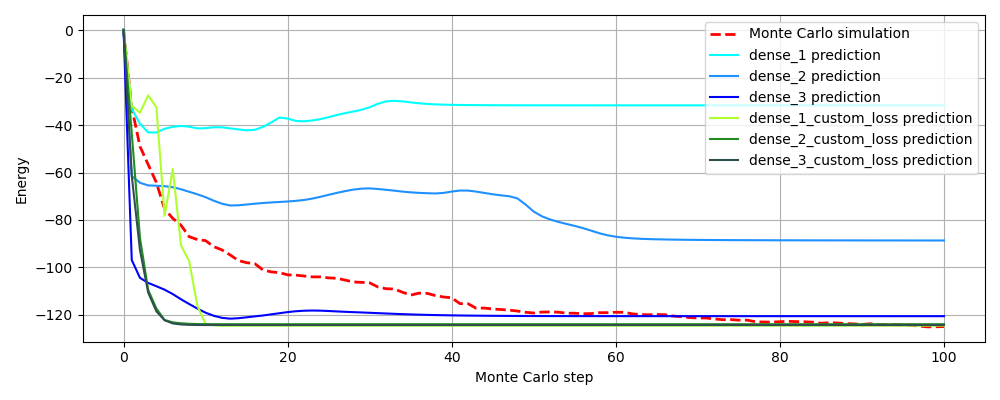 Monte Carlo simulation
dense_1 prediction
dense_2 prediction
dense_3 prediction
dense_1_custom_loss prediction
dense_2_custom_loss prediction
dense_3_custom_loss prediction
Energy
0
−20
−40
−60
−80
−100
−120
0 20 40 60 80 100
Monte Carlo step